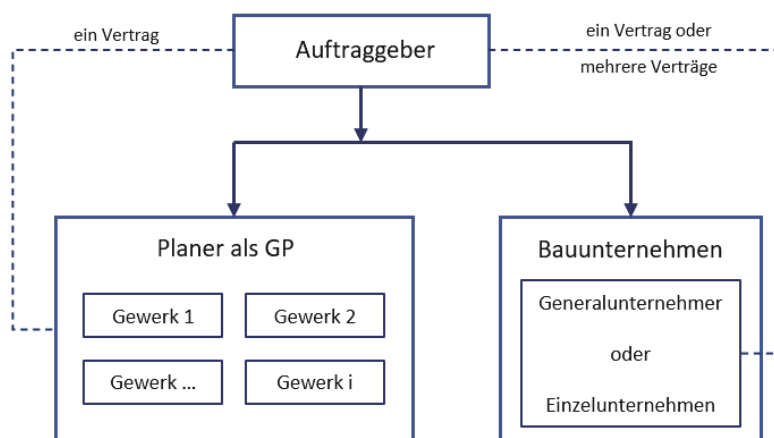 ein Vertrag
Auftraggeber
ein Vertrag oder
mehrere Verträge
Planer als GP
Gewerk 1
Gewerk 2
Gewerk ...
Gewerk i
Bauunternehmen
Generalunternehmer
oder
Einzelunternehmen